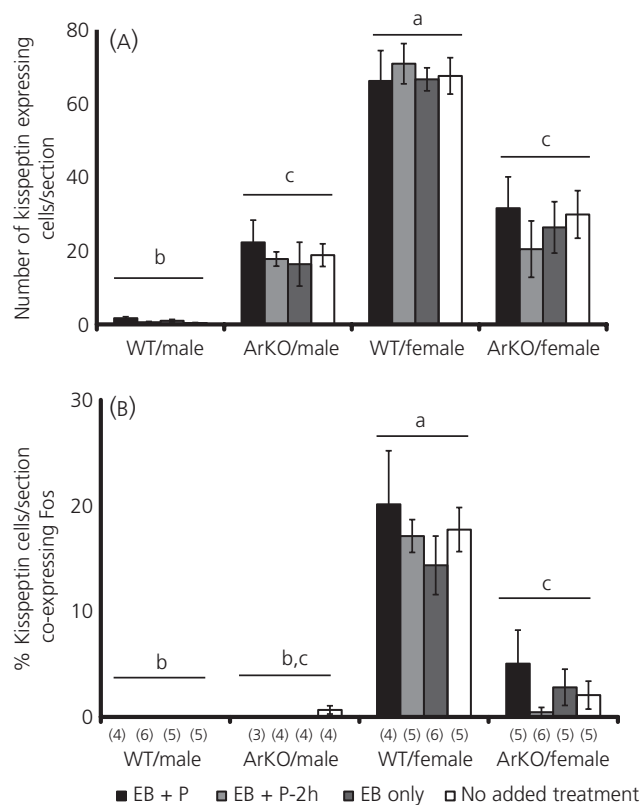 (A)
Number of kisspeptin expressing
cells/section
80
60
40
20
0
b
c
a
c
WT/male ArKO/male WT/female ArKO/female
(B)
% Kisspeptin cells/section
co-expressing Fos
30
20
10
0
b
b,c
a
c
(4) (6) (5) (5) (3) (4) (4) (4) (4) (5) (6) (5) (5) (6) (5) (5)
WT/male ArKO/male WT/female ArKO/female
EB + P EB + P-2h EB only No added treatment